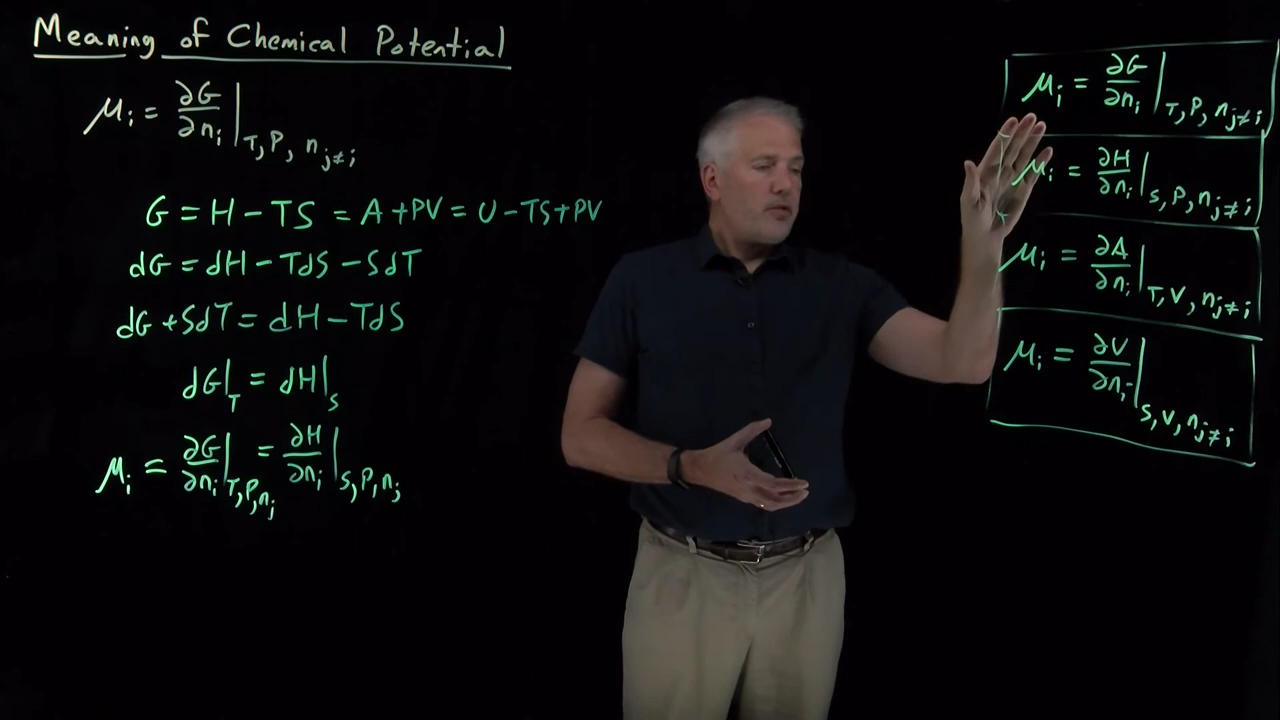 Meaning of Chemical Potential
μᵢ = ∂G/∂nᵢ |T, P, nⱼ≠ᵢ
G = H - TS = A + PV = U - TS + PV
dG = dH - TdS - SdT
dG + SdT = dH - TdS
dG|T = dH|S
μᵢ = ∂G/∂nᵢ |T,P,nⱼ = ∂H/∂nᵢ |S,P,nⱼ
μᵢ = ∂G/∂nᵢ |T, P, nⱼ≠ᵢ
μᵢ = ∂H/∂nᵢ |S, P, nⱼ≠ᵢ
μᵢ = ∂A/∂nᵢ |T, V, nⱼ≠ᵢ
μᵢ = ∂U/∂nᵢ |S, V, nⱼ≠ᵢ